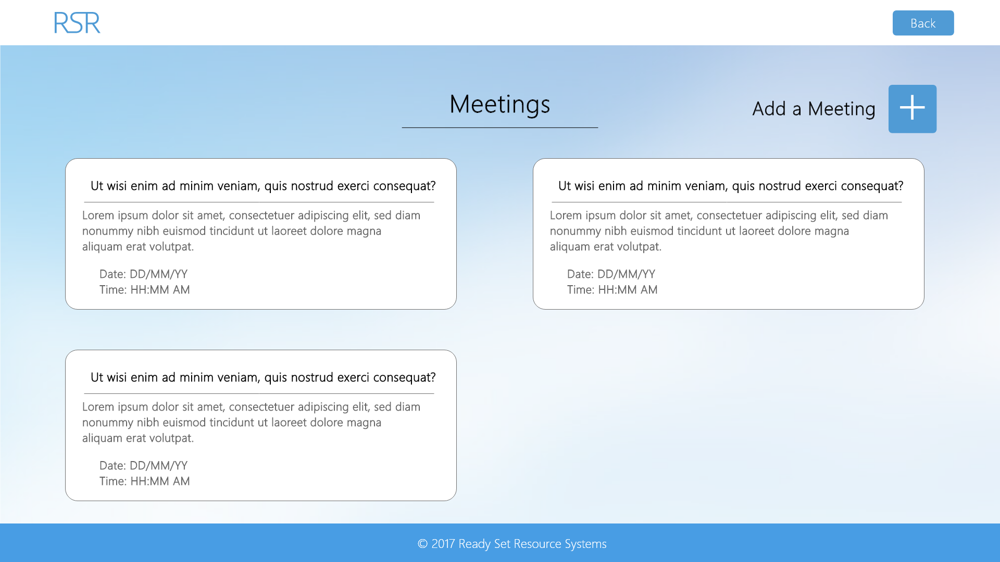 RSR
Back
Meetings
Add a Meeting
Ut wisi enim ad minim veniam, quis nostrud exerci consequat?
Lorem ipsum dolor sit amet, consectetuer adipiscing elit, sed diam
nonummy nibh euismod tincidunt ut laoreet dolore magna
aliquam erat volutpat.
Date: DD/MM/YY
Time: HH:MM AM
Ut wisi enim ad minim veniam, quis nostrud exerci consequat?
Lorem ipsum dolor sit amet, consectetuer adipiscing elit, sed diam
nonummy nibh euismod tincidunt ut laoreet dolore magna
aliquam erat volutpat.
Date: DD/MM/YY
Time: HH:MM AM
Ut wisi enim ad minim veniam, quis nostrud exerci consequat?
Lorem ipsum dolor sit amet, consectetuer adipiscing elit, sed diam
nonummy nibh euismod tincidunt ut laoreet dolore magna
aliquam erat volutpat.
Date: DD/MM/YY
Time: HH:MM AM
© 2017 Ready Set Resource Systems